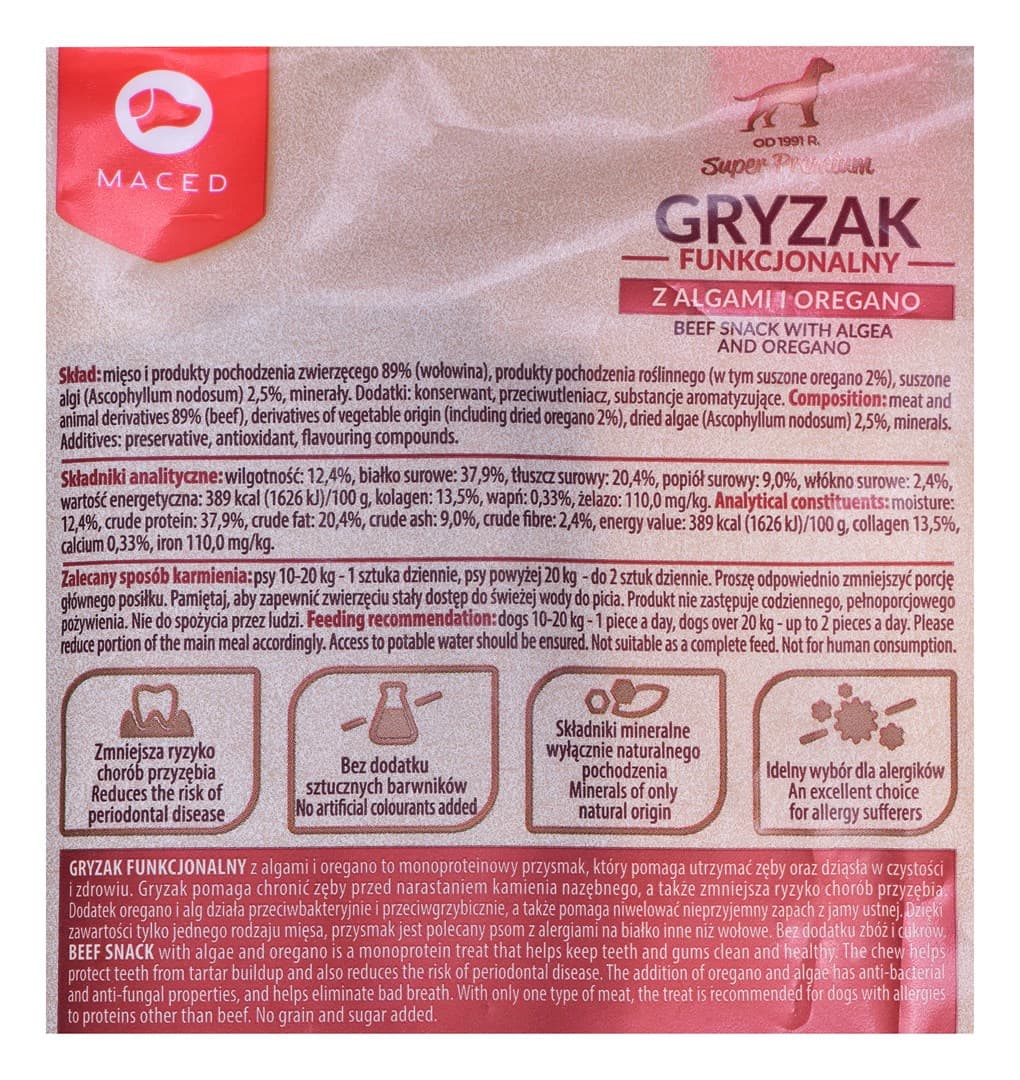 MACED
OD 1991 R.
Super Premium
GRYZAK
FUNKCJONALNY
Z ALGAMI I OREGANO
BEEF SNACK WITH ALGEA
AND OREGANO
Skład: mięso i produkty pochodzenia zwierzęcego 89% (wołowina), produkty pochodzenia roślinnego (w tym suszone oregano 2%), suszone
algi (Ascophyllum nodosum) 2,5%, minerały. Dodatki: konserwant, przeciwutleniacz, substancje aromatyzujące. Composition: meat and
animal derivatives 89% (beef), derivatives of vegetable origin (including dried oregano 2%), dried algae (Ascophyllum nodosum) 2,5%, minerals.
Additives: preservative, antioxidant, flavouring compounds.
Składniki analityczne: wilgotność: 12,4%, białko surowe: 37,9%, tłuszcz surowy: 20,4%, popiół surowy: 9,0%, włókno surowe: 2,4%,
wartość energetyczna: 389 kcal (1626 kJ)/100 g, kolagen: 13,5%, wapń: 0,33%, żelazo: 110,0 mg/kg. Analytical constituents: moisture:
12,4%, crude protein: 37,9%, crude fat: 20,4%, crude ash: 9,0%, crude fibre: 2,4%, energy value: 389 kcal (1626 kJ)/100 g, collagen 13,5%,
calcium 0,33%, iron 110,0 mg/kg.
Zalecany sposób karmienia: psy 10-20 kg - 1 sztuka dziennie, psy powyżej 20 kg - do 2 sztuk dziennie. Proszę odpowiednio zmniejszyć porcję
głównego posiłku. Pamiętaj, aby zapewnić zwierzęciu stały dostęp do świeżej wody do picia. Produkt nie zastępuje codziennego, pełnoporcjowego
pożywienia. Nie do spożycia przez ludzi. Feeding recommendation: dogs 10-20 kg - 1 piece a day, dogs over 20 kg - up to 2 pieces a day. Please
reduce portion of the main meal accordingly. Access to potable water should be ensured. Not suitable as a complete feed. Not for human consumption.
Zmniejsza ryzyko
chorób przyzębia
Reduces the risk of
periodontal disease
Bez dodatku
sztucznych barwników
No artificial colourants added
Składniki mineralne
wyłącznie naturalnego
pochodzenia
Minerals of only
natural origin
Idelny wybór dla alergików
An excellent choice
for allergy sufferers
GRYZAK FUNKCJONALNY z algami i oregano to monoproteinowy przysmak, który pomaga utrzymać zęby oraz dziąsła w czystości
i zdrowiu. Gryzak pomaga chronić zęby przed narastaniem kamienia nazębnego, a także zmniejsza ryzyko chorób przyzębia.
Dodatek oregano i alg działa przeciwbakteryjnie i przeciwgrzybicznie, a także pomaga niwelować nieprzyjemny zapach z jamy ustnej. Dzięki
zawartości tylko jednego rodzaju mięsa, przysmak jest polecany psom z alergiami na białko inne niż wołowe. Bez dodatku zbóż i cukrów.
BEEF SNACK with algae and oregano is a monoprotein treat that helps keep teeth and gums clean and healthy. The chew helps
protect teeth from tartar buildup and also reduces the risk of periodontal disease. The addition of oregano and algae has anti-bacterial
and anti-fungal properties, and helps eliminate bad breath. With only one type of meat, the treat is recommended for dogs with allergies
to proteins other than beef. No grain and sugar added.